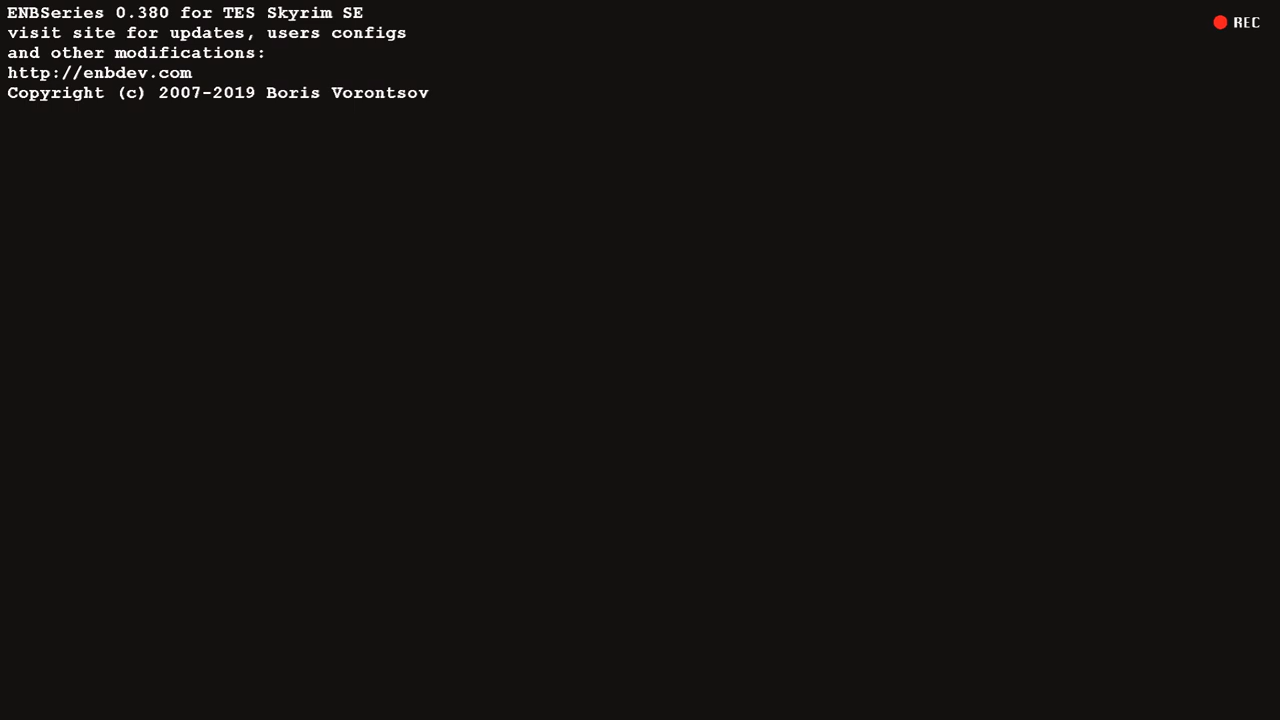 ENBSeries 0.380 for TES Skyrim SE
visit site for updates, users configs
and other modifications:
http://enbdev.com
Copyright (c) 2007-2019 Boris Vorontsov
REC